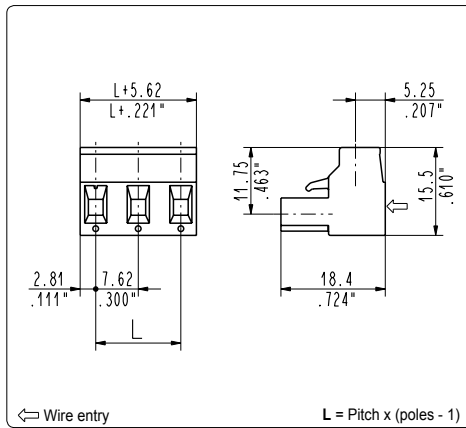 L+5.62
L+.221"
5.25
.207"
11.75
.463"
15.5
.610"
2.81
.111"
7.62
.300"
18.4
.724"
L
Wire entry
L = Pitch x (poles - 1)